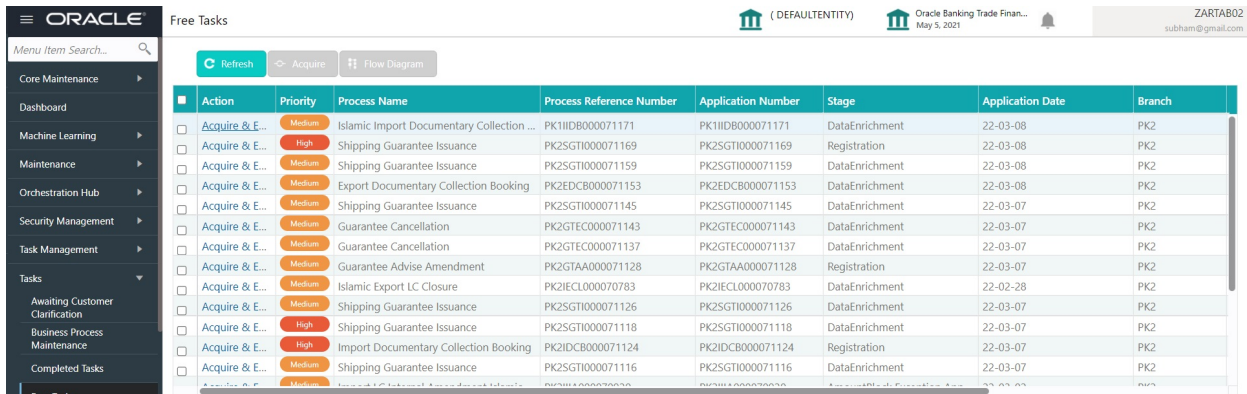 ORACLE
Free Tasks
( DEFAULTENTITY)
Oracle Banking Trade Finan...
May 5, 2021
ZARTAB02
subham@gmail.com
Menu Item Search...
Core Maintenance
Dashboard
Machine Learning
Maintenance
Orchestration Hub
Security Management
Task Management
Tasks
Awaiting Customer
Clarification
Business Process
Maintenance
Completed Tasks
Refresh Acquire Flow Diagram
Action Priority Process Name Process Reference Number Application Number Stage Application Date Branch
Acquire & E... Medium Islamic Import Documentary Collection ... PK1IIDB000071171 PK1IIDB000071171 DataEnrichment 22-03-08 PK2
Acquire & E... High Shipping Guarantee Issuance PK2SGTI000071169 PK2SGTI000071169 Registration 22-03-08 PK2
Acquire & E... Medium Shipping Guarantee Issuance PK2SGTI000071159 PK2SGTI000071159 DataEnrichment 22-03-08 PK2
Acquire & E... Medium Export Documentary Collection Booking PK2EDCB000071153 PK2EDCB000071153 DataEnrichment 22-03-08 PK2
Acquire & E... Medium Shipping Guarantee Issuance PK2SGTI000071145 PK2SGTI000071145 DataEnrichment 22-03-07 PK2
Acquire & E... Medium Guarantee Cancellation PK2GTEC000071143 PK2GTEC000071143 DataEnrichment 22-03-07 PK2
Acquire & E... Medium Guarantee Cancellation PK2GTEC000071137 PK2GTEC000071137 DataEnrichment 22-03-07 PK2
Acquire & E... Medium Guarantee Advise Amendment PK2GTAA000071128 PK2GTAA000071128 Registration 22-03-07 PK2
Acquire & E... Medium Islamic Export LC Closure PK2IECL000070783 PK2IECL000070783 DataEnrichment 22-02-28 PK2
Acquire & E... Medium Shipping Guarantee Issuance PK2SGTI000071126 PK2SGTI000071126 DataEnrichment 22-03-07 PK2
Acquire & E... High Shipping Guarantee Issuance PK2SGTI000071118 PK2SGTI000071118 DataEnrichment 22-03-07 PK2
Acquire & E... High Import Documentary Collection Booking PK2IDCB000071124 PK2IDCB000071124 Registration 22-03-07 PK2
Acquire & E... Medium Shipping Guarantee Issuance PK2SGTI000071116 PK2SGTI000071116 DataEnrichment 22-03-07 PK2